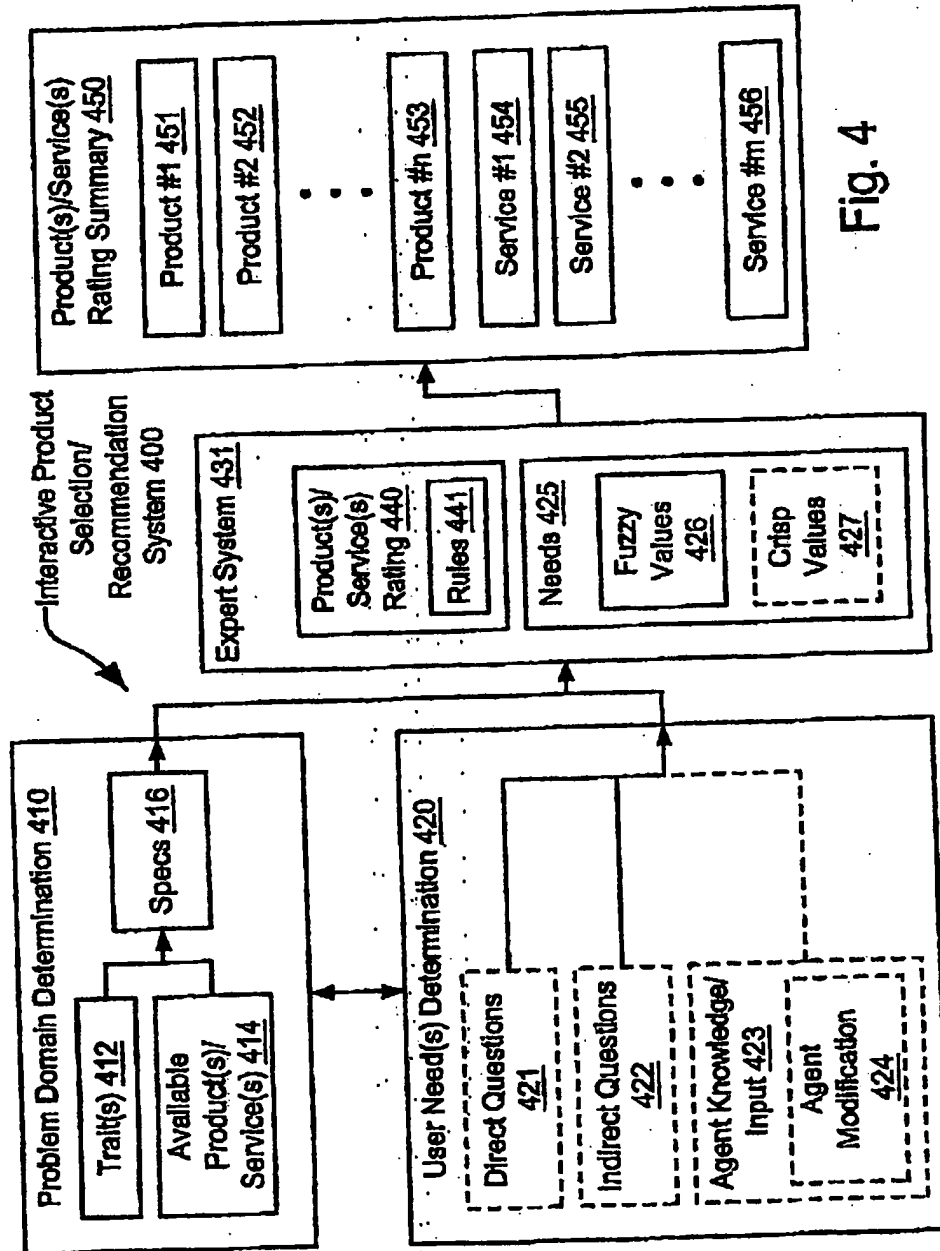 Interactive Product
Selection/
Recommendation
System 400
Problem Domain Determination 410
Trait(s) 412
Available
Product(s)/
Service(s) 414
Specs 416
User Need(s) Determination 420
Direct Questions
421
Indirect Questions
422
Agent Knowledge/
Input 423
Agent
Modification
424
Expert System 431
Product(s)/
Service(s)
Rating 440
Rules 441
Needs 425
Fuzzy
Values
426
Crisp
Values
427
Product(s)/Service(s)
Rating Summary 450
Product #1 451
Product #2 452
Product #n 453
Service #1 454
Service #2 455
Service #m 456
Fig. 4